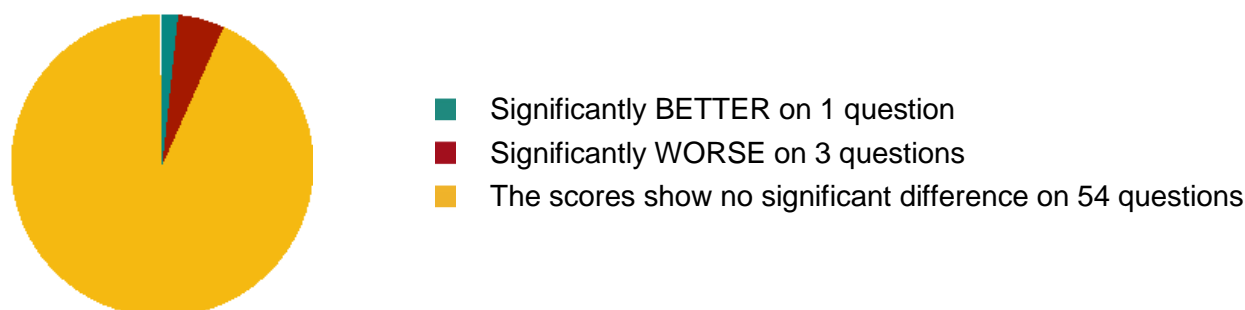 Significantly BETTER on 1 question
Significantly WORSE on 3 questions
The scores show no significant difference on 54 questions